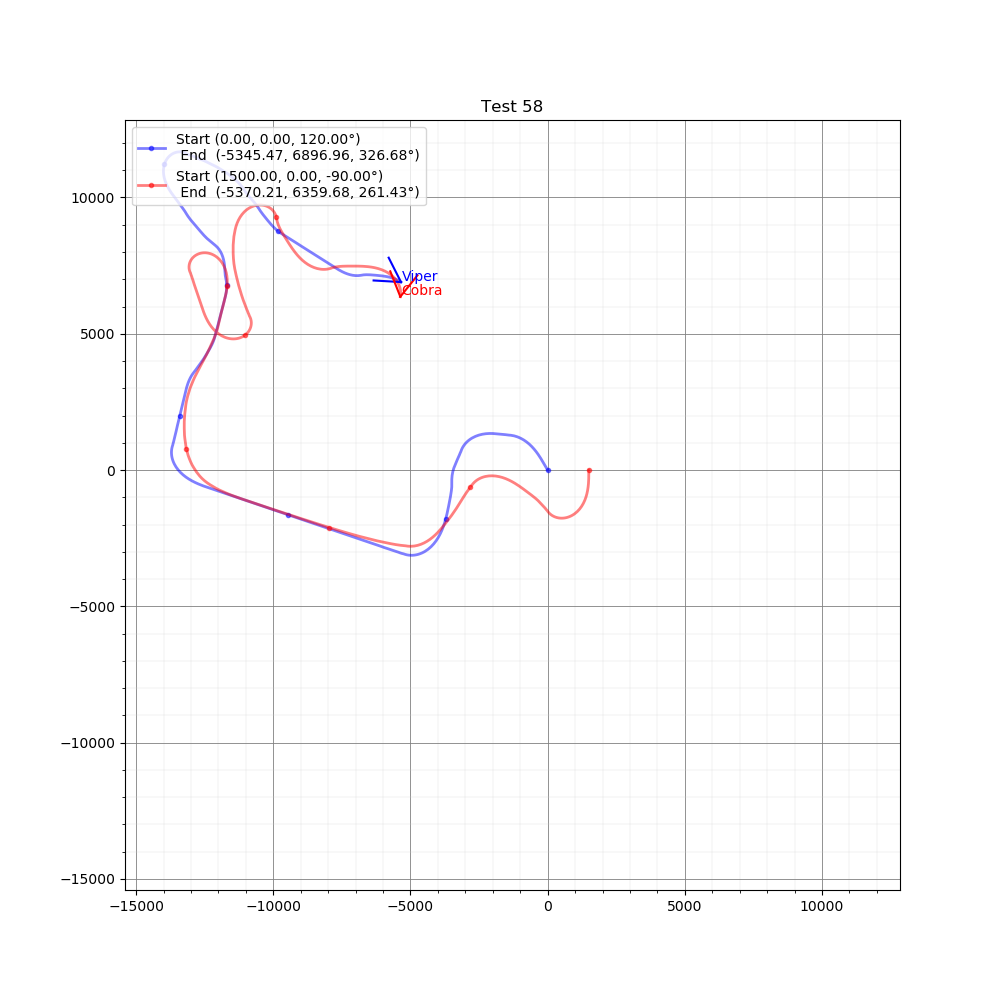 Test 58
Start (0.00, 0.00, 120.00°)
End (-5345.47, 6896.96, 326.68°)
Start (1500.00, 0.00, -90.00°)
End (-5370.21, 6359.68, 261.43°)
Viper
Cobra
10000
5000
0
−5000
−10000
−15000
−15000 −10000 −5000 0 5000 10000